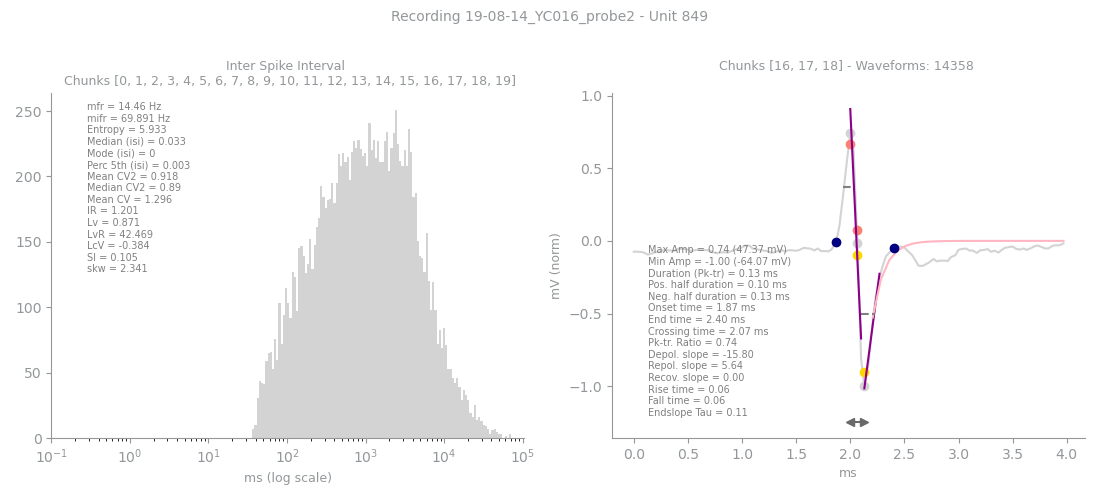 Recording 19-08-14_YC016_probe2 - Unit 849
Inter Spike Interval
Chunks [0, 1, 2, 3, 4, 5, 6, 7, 8, 9, 10, 11, 12, 13, 14, 15, 16, 17, 18, 19]
mfr = 14.46 Hz
mifr = 69.891 Hz
Entropy = 5.933
Median (isi) = 0.033
Mode (isi) = 0
Perc 5th (isi) = 0.003
Mean CV2 = 0.918
Median CV2 = 0.89
Mean CV = 1.296
IR = 1.201
Lv = 0.871
LvR = 42.469
LcV = -0.384
SI = 0.105
skw = 2.341
250
200
150
100
50
0
10⁻¹ 10⁰ 10¹ 10² 10³ 10⁴ 10⁵
ms (log scale)
Chunks [16, 17, 18] - Waveforms: 14358
mV (norm)
1.0
0.5
0.0
−0.5
−1.0
Max Amp = 0.74 (47.37 mV)
Min Amp = -1.00 (-64.07 mV)
Duration (Pk-tr) = 0.13 ms
Pos. half duration = 0.10 ms
Neg. half duration = 0.13 ms
Onset time = 1.87 ms
End time = 2.40 ms
Crossing time = 2.07 ms
Pk-tr. Ratio = 0.74
Depol. slope = -15.80
Repol. slope = 5.64
Recov. slope = 0.00
Rise time = 0.06
Fall time = 0.06
Endslope Tau = 0.11
0.0 0.5 1.0 1.5 2.0 2.5 3.0 3.5 4.0
ms